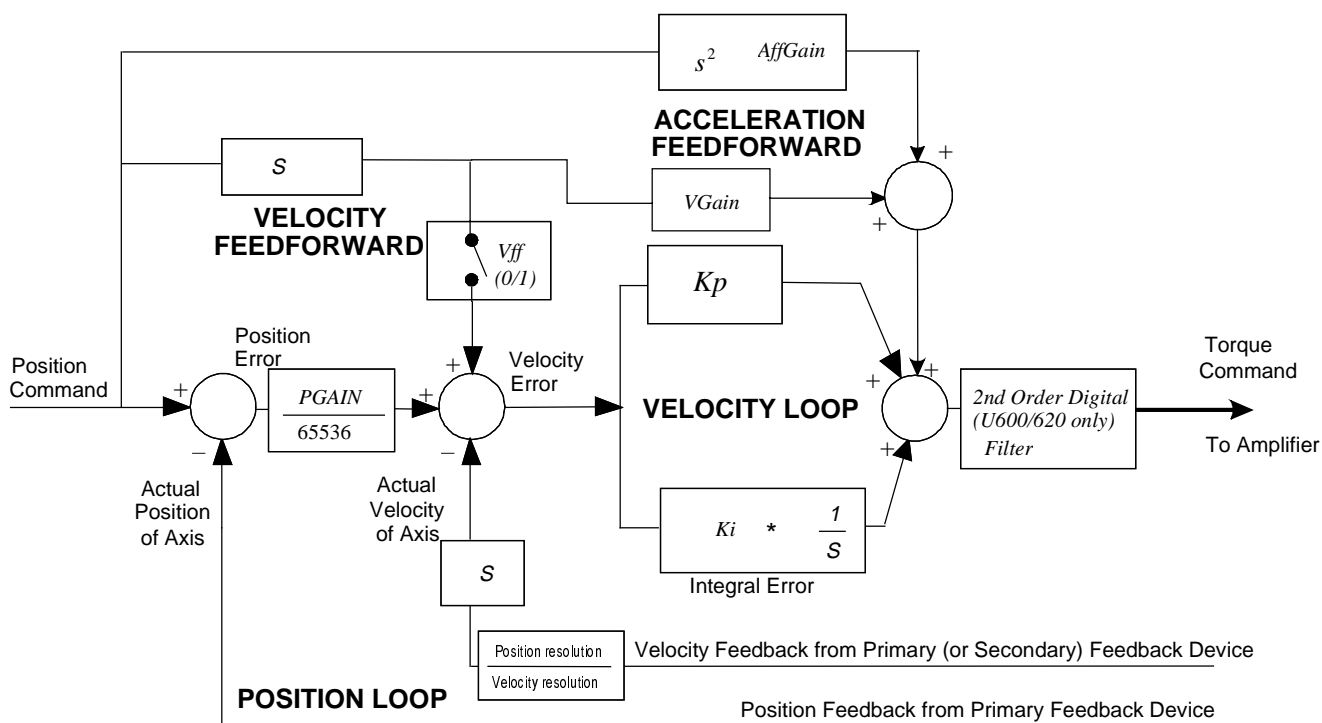 s² AffGain
ACCELERATION
FEEDFORWARD
+
S
VGain
+
VELOCITY
FEEDFORWARD
Vff
(0/1)
Kp
Position
Command
Position
Error
+
PGAIN
65536
+
+
Velocity
Error
VELOCITY LOOP
+
+
+
2nd Order Digital
(U600/620 only)
Filter
Torque
Command
To Amplifier
−
−
Actual
Position
of Axis
Actual
Velocity
of Axis
Ki * 1
S
Integral Error
S
Position resolution
Velocity resolution
Velocity Feedback from Primary (or Secondary) Feedback Device
POSITION LOOP
Position Feedback from Primary Feedback Device